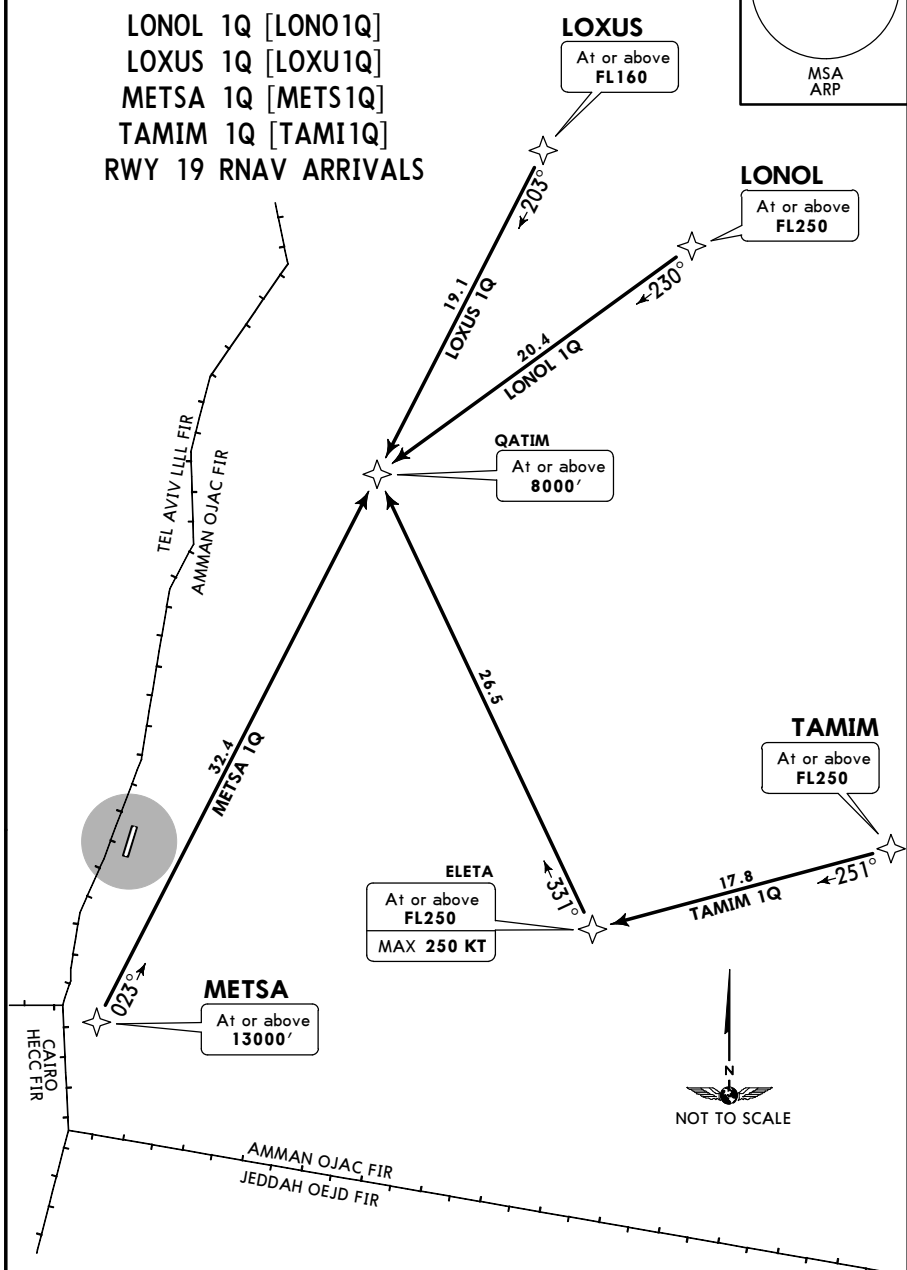 LONOL 1Q [LONO1Q]
LOXUS 1Q [LOXU1Q]
METSA 1Q [METS1Q]
TAMIM 1Q [TAMI1Q]
RWY 19 RNAV ARRIVALS
MSA
ARP
LOXUS
At or above
FL160
LONOL
At or above
FL250
203°
230°
19.1
LOXUS 1Q
20.4
LONOL 1Q
QATIM
At or above
8000'
TEL AVIV LLLL FIR
AMMAN OJAC FIR
26.5
32.4
METSA 1Q
TAMIM
At or above
FL250
251°
17.8
TAMIM 1Q
331°
ELETA
At or above
FL250
MAX 250 KT
023°
METSA
At or above
13000'
CAIRO
HECC FIR
N
NOT TO SCALE
AMMAN OJAC FIR
JEDDAH OEJD FIR